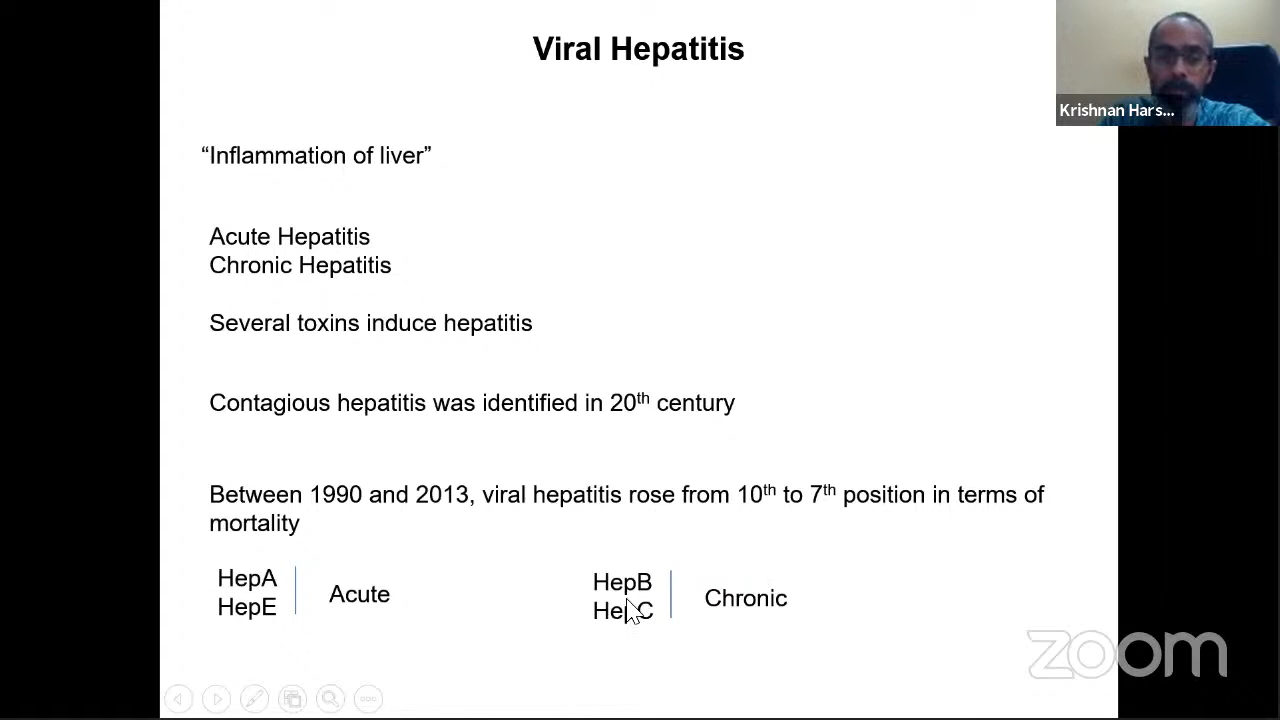 Viral Hepatitis
Krishnan Hars...
“Inflammation of liver”
Acute Hepatitis
Chronic Hepatitis
Several toxins induce hepatitis
Contagious hepatitis was identified in 20th century
Between 1990 and 2013, viral hepatitis rose from 10th to 7th position in terms of
mortality
HepA
HepE
Acute
HepB
HepC
Chronic
zoom